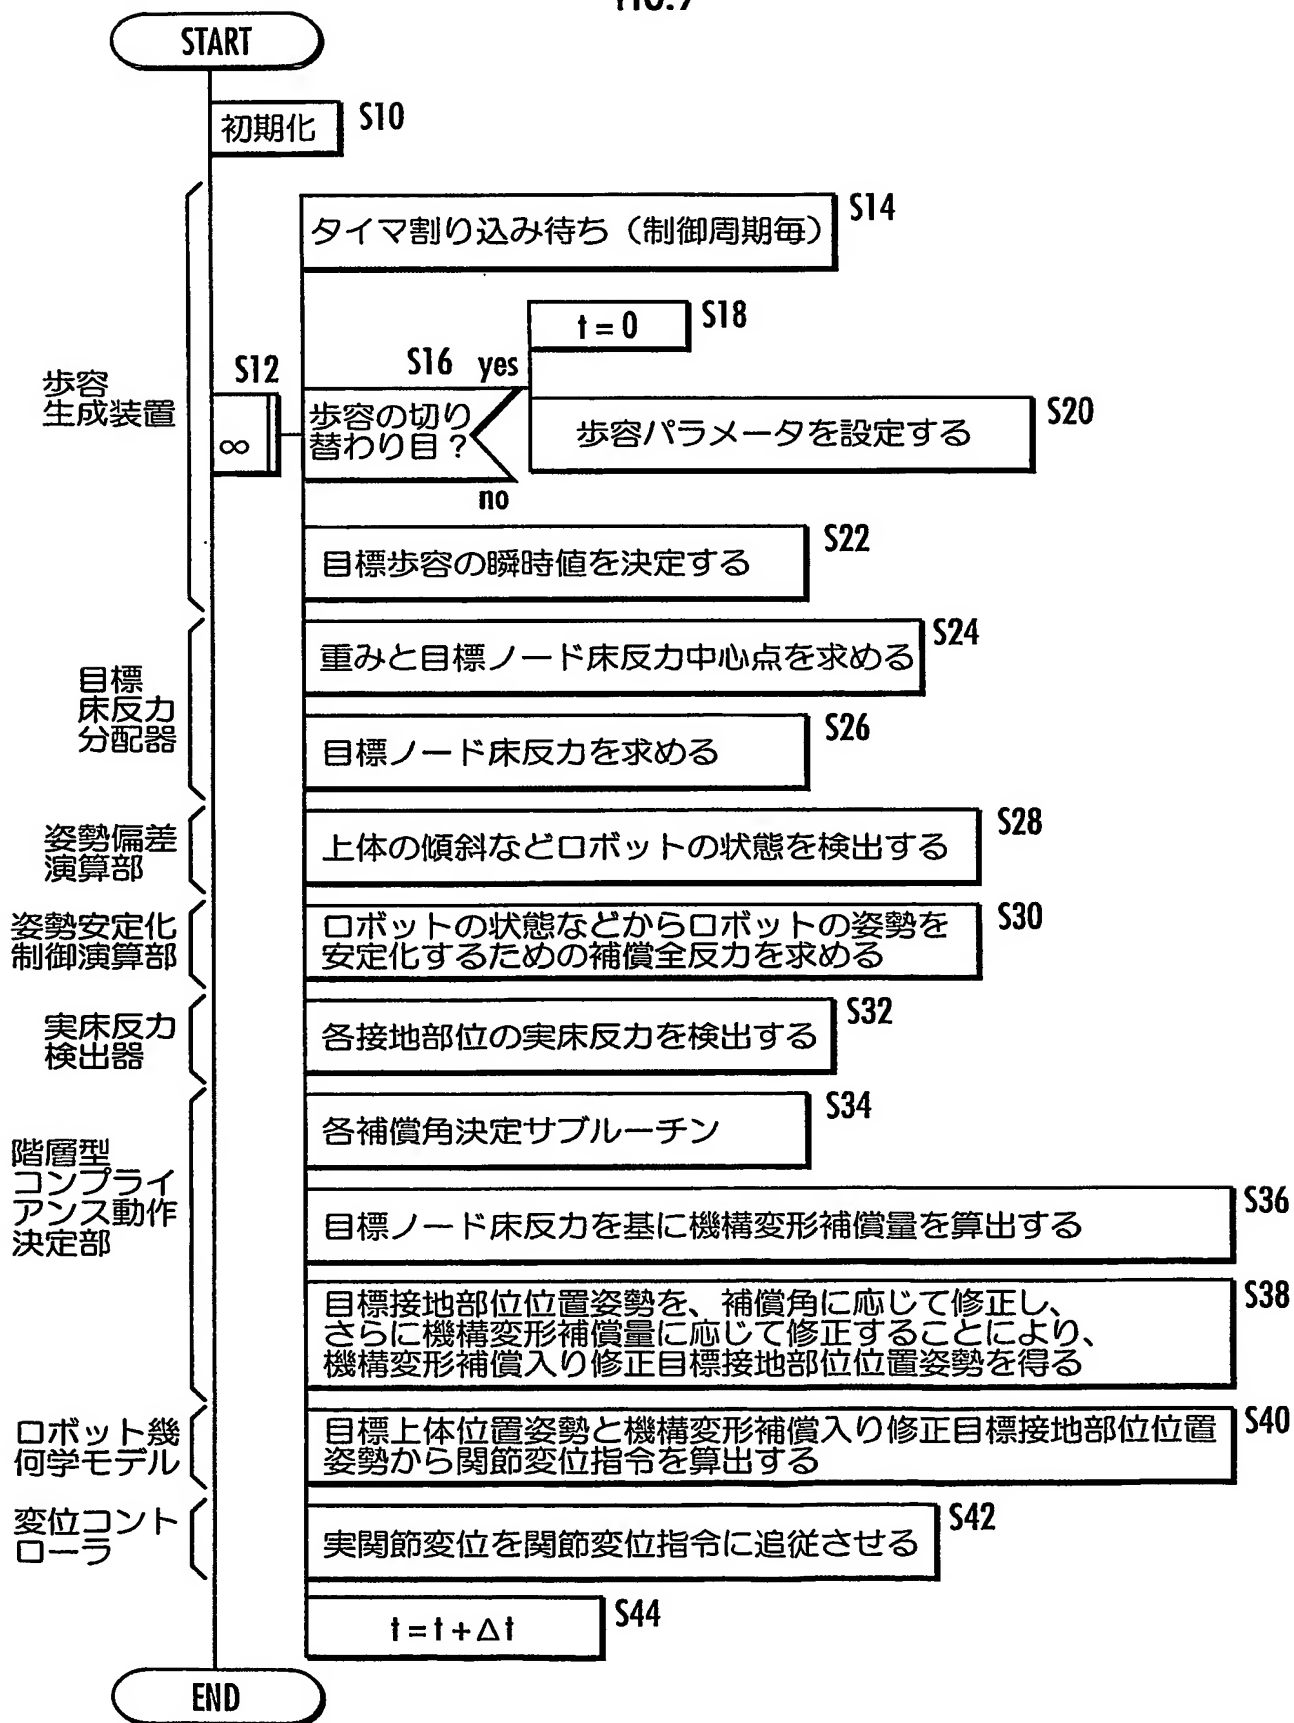 START
初期化 S10
タイマ割り込み待ち（制御周期毎） S14
t=0 S18
S16 yes
S12
歩容の切り
替わり目？
∞
歩容パラメータを設定する S20
no
歩容
生成装置
目標歩容の瞬時値を決定する S22
目標
床反力
分配器
重みと目標ノード床反力中心点を求める S24
目標ノード床反力を求める S26
姿勢偏差
演算部
上体の傾斜などロボットの状態を検出する S28
姿勢安定化
制御演算部
ロボットの状態などからロボットの姿勢を
安定化するための補償全反力を求める S30
実床反力
検出器
各接地部位の実床反力を検出する S32
階層型
コンプライ
アンス動作
決定部
各補償角決定サブルーチン S34
目標ノード床反力を基に機構変形補償量を算出する S36
目標接地部位位置姿勢を、補償角に応じて修正し、
さらに機構変形補償量に応じて修正することにより、
機構変形補償入り修正目標接地部位位置姿勢を得る S38
ロボット幾
何学モデル
目標上体位置姿勢と機構変形補償入り修正目標接地部位位置
姿勢から関節変位指令を算出する S40
変位コント
ローラ
実関節変位を関節変位指令に追従させる S42
t=t+Δt S44
END